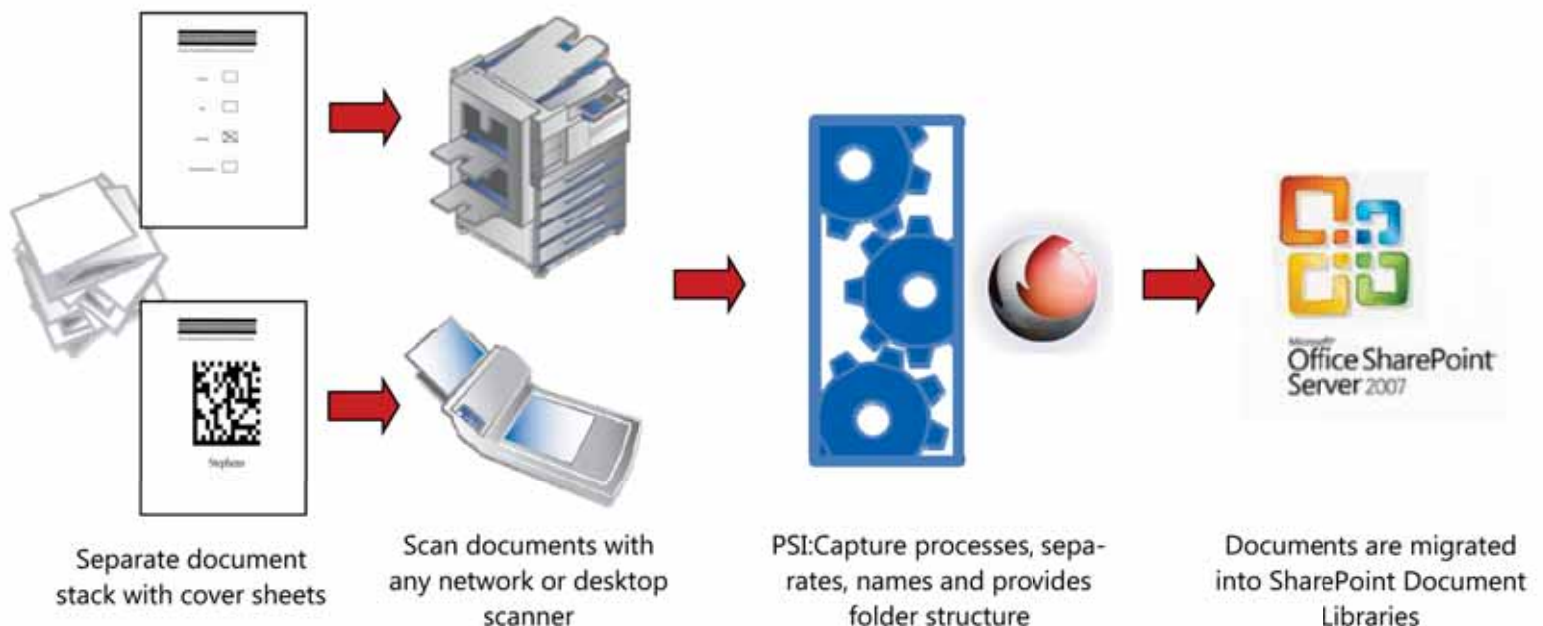 Stephens
Microsoft
Office SharePoint
Server 2007
Separate document
stack with cover sheets
Scan documents with
any network or desktop
scanner
PSI:Capture processes, sepa-
rates, names and provides
folder structure
Documents are migrated
into SharePoint Document
Libraries